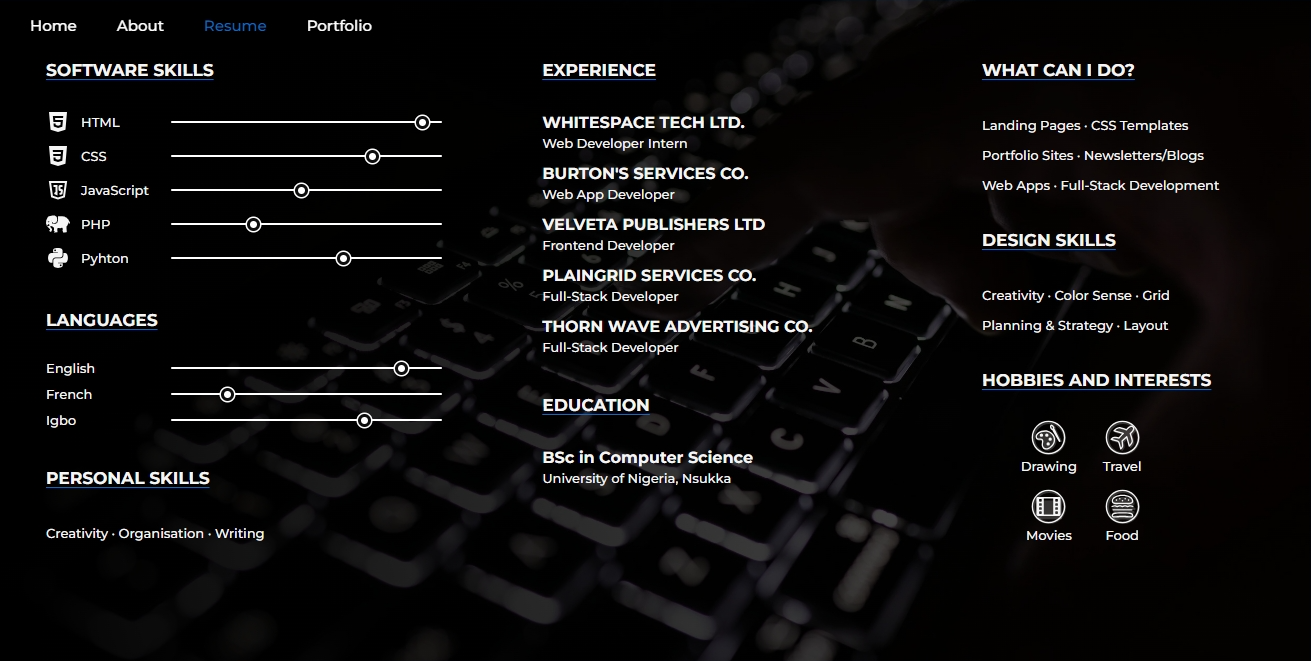 Home About Resume Portfolio
SOFTWARE SKILLS
HTML
CSS
JavaScript
PHP
Pyhton
LANGUAGES
English
French
Igbo
PERSONAL SKILLS
Creativity · Organisation · Writing
EXPERIENCE
WHITESPACE TECH LTD.
Web Developer Intern
BURTON'S SERVICES CO.
Web App Developer
VELVETA PUBLISHERS LTD
Frontend Developer
PLAINGRID SERVICES CO.
Full-Stack Developer
THORN WAVE ADVERTISING CO.
Full-Stack Developer
EDUCATION
BSc in Computer Science
University of Nigeria, Nsukka
WHAT CAN I DO?
Landing Pages · CSS Templates
Portfolio Sites · Newsletters/Blogs
Web Apps · Full-Stack Development
DESIGN SKILLS
Creativity · Color Sense · Grid
Planning & Strategy · Layout
HOBBIES AND INTERESTS
Drawing Travel
Movies Food